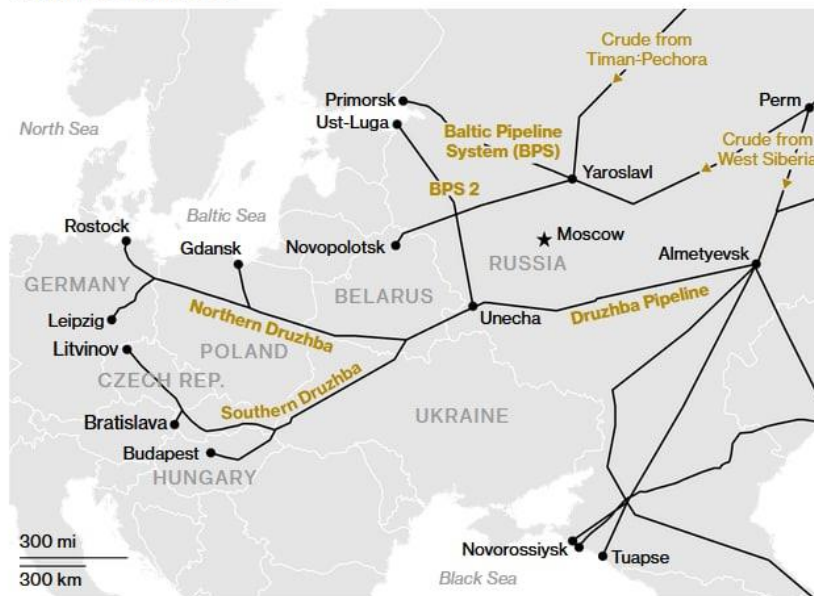 Crude from
Timan-Pechora
Primorsk
Perm
North Sea
Ust-Luga
Baltic Pipeline
System (BPS)
Crude from
West Siberia
Yaroslavl
BPS 2
Baltic Sea
Rostock
Gdansk
Novopolotsk
Moscow
RUSSIA
Almetyevsk
GERMANY
BELARUS
Leipzig
Northern Druzhba
Unecha
Druzhba Pipeline
Litvinov
POLAND
CZECH REP.
Southern Druzhba
UKRAINE
Bratislava
Budapest
HUNGARY
300 mi
300 km
Novorossiysk
Tuapse
Black Sea